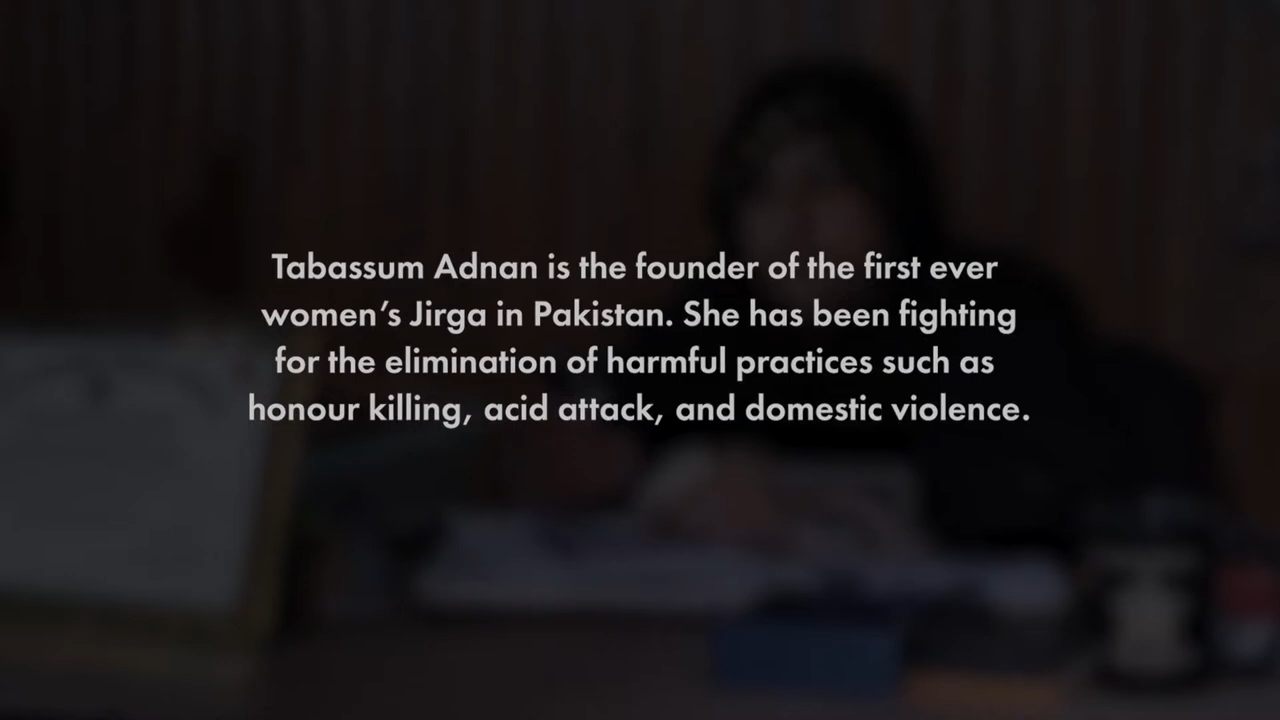 Tabassum Adnan is the founder of the first ever
women’s Jirga in Pakistan. She has been fighting
for the elimination of harmful practices such as
honour killing, acid attack, and domestic violence.